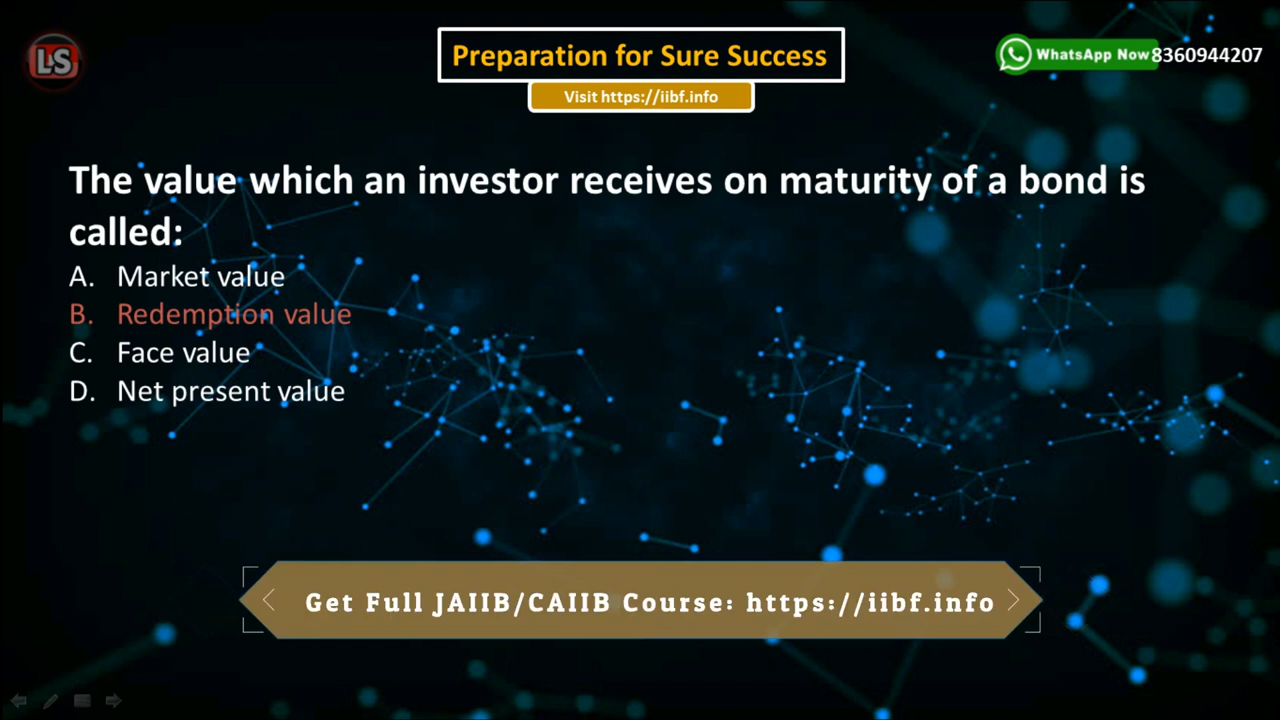 LS
Preparation for Sure Success
WhatsApp Now 8360944207
Visit https://iibf.info
The value which an investor receives on maturity of a bond is
called:
A. Market value
B. Redemption value
C. Face value
D. Net present value
Get Full JAIIB/CAIIB Course: https://iibf.info